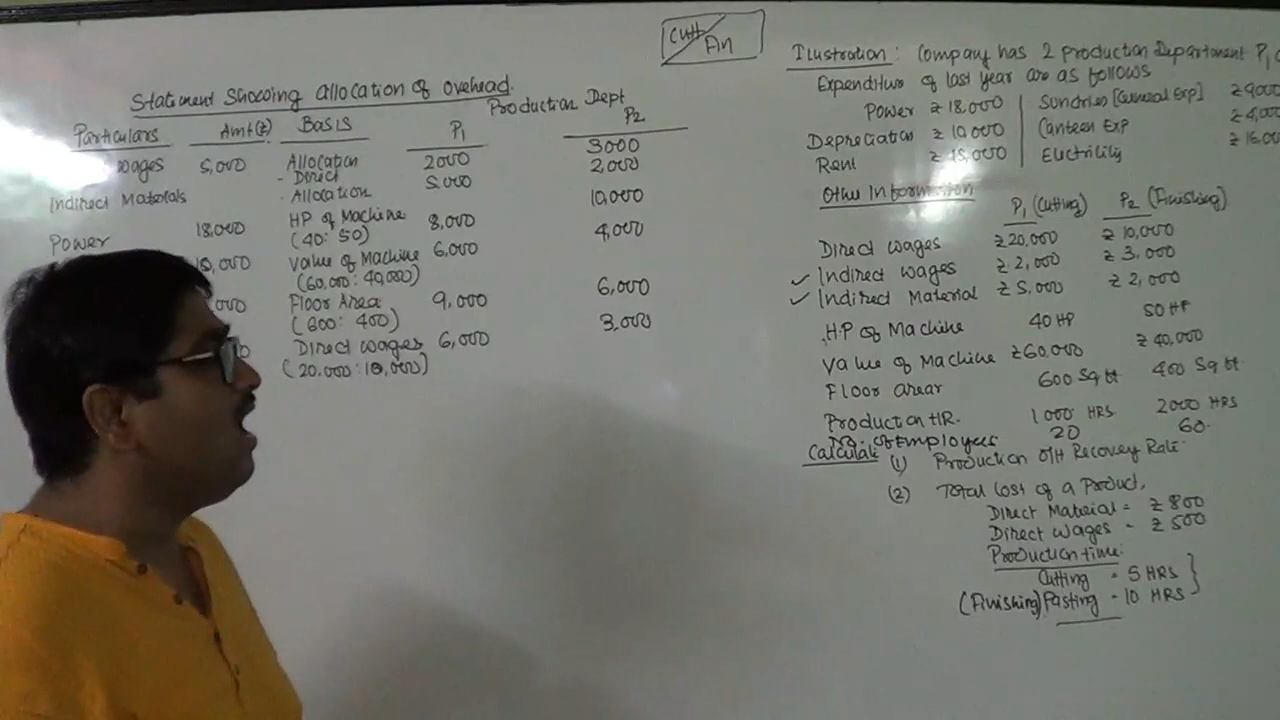 Cutt
Fin
Statement Showing Allocation of overhead.
Particulars Amt(₹) Basis Production Dept
P1 P2
Wages 5,000 Allocation 2000 3000
- Direct
Indirect Materials - Allocation 5000 2,000
Power 18,000 HP of Machine 8,000 10,000
(40: 50)
10,000 Value of Machine 6,000 4,000
(60,000: 40,000)
000 Floor Area 9,000 6,000
(600: 400)
Direct wages 6,000 3,000
(20,000: 10,000)
Illustration: Company has 2 production Department P1
Expenditure of last year are as follows
Power ₹ 18,000 Sundries [General Exp] ₹9000
Depreciation ₹ 10000 Canteen Exp ₹4,000
Rent ₹ 15,000 Electricity
Other Information
P1 (Cutting) P2 (Finishing)
Direct wages ₹20,000 ₹ 10,000
✓ Indirect wages ₹ 2,000 ₹ 3,000
✓ Indirect Material ₹ 5,000 ₹ 2,000
HP of Machine 40 HP 50 HP
Value of Machine ₹60,000 ₹ 40,000
Floor arear 600 Sq ft 400 Sq ft
Production HR. 1000 HRS 2000 HRS
No. of Employees 20 60
Calculate (1) Production O/H Recovery Rate
(2) Total Cost of a Product.
Direct Material = ₹ 800
Direct Wages - ₹ 500
Production time:
Cutting = 5 HRS
(Finishing) Pasting - 10 HRS